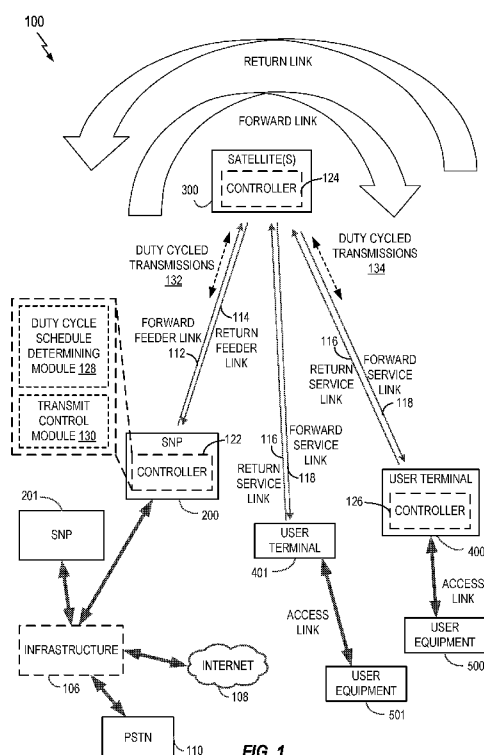 100
RETURN LINK
FORWARD LINK
SATELLITE(S)
CONTROLLER
124
300
DUTY CYCLED
TRANSMISSIONS
132
DUTY CYCLED
TRANSMISSIONS
134
114
FORWARD
FEEDER LINK
112
RETURN
FEEDER
LINK
116
RETURN
SERVICE
LINK
FORWARD
SERVICE
LINK
118
DUTY CYCLE
SCHEDULE
DETERMINING
MODULE 128
TRANSMIT
CONTROL
MODULE 130
SNP
122
CONTROLLER
200
116
RETURN
SERVICE
LINK
FORWARD
SERVICE
LINK
118
USER TERMINAL
126
CONTROLLER
400
201
SNP
USER
TERMINAL
401
ACCESS
LINK
ACCESS
LINK
USER
EQUIPMENT
500
INFRASTRUCTURE
106
INTERNET
108
USER
EQUIPMENT
501
PSTN
110
FIG. 1